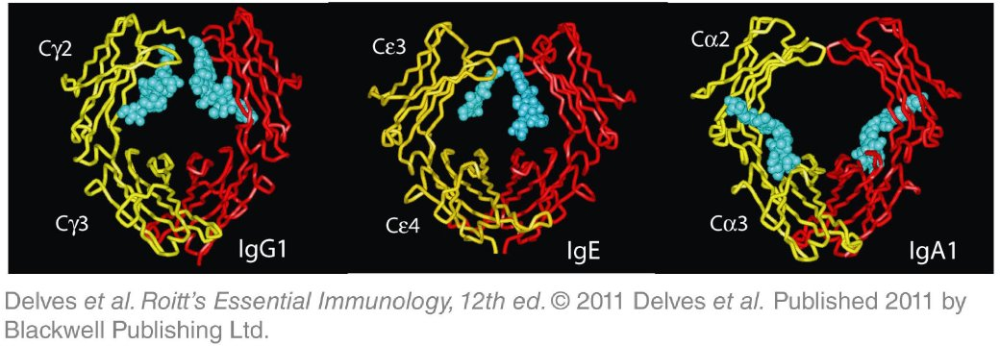 Cγ2
Cγ3
IgG1
Cε3
Cε4
IgE
Cα2
Cα3
IgA1
Delves et al. Roitt's Essential Immunology, 12th ed. © 2011 Delves et al. Published 2011 by
Blackwell Publishing Ltd.